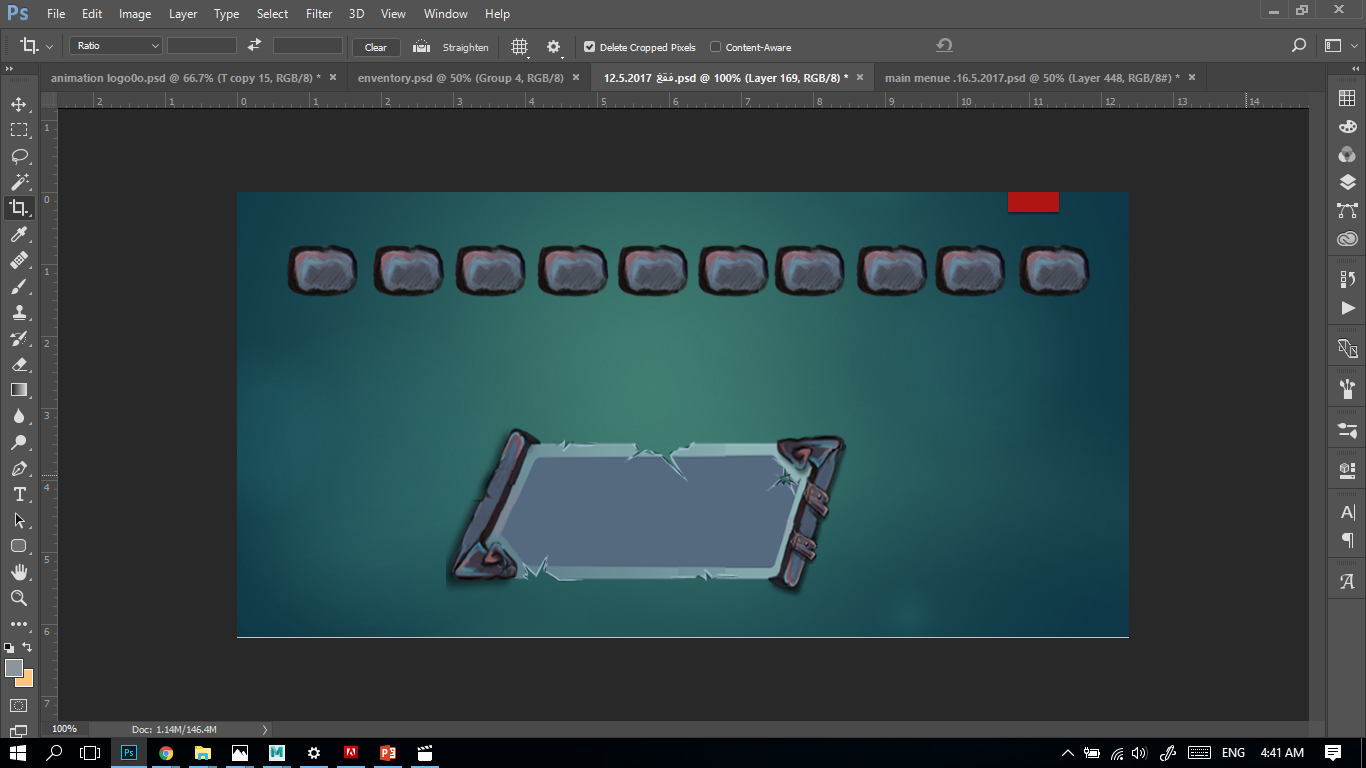 Ps File Edit Image Layer Type Select Filter 3D View Window Help
Ratio Clear Straighten Delete Cropped Pixels Content-Aware
animation logo0o.psd @ 66.7% (T copy 15, RGB/8) * × enventory.psd @ 50% (Group 4, RGB/8) × 12.5.2017 ققغ.psd @ 100% (Layer 169, RGB/8) * × main menue .16.5.2017.psd @ 50% (Layer 448, RGB/8#) * ×
2 1 0 1 2 3 4 5 6 7 8 9 10 11 12 13 14
1
0
1
2
3
4
5
6
7
100% Doc: 1.14M/146.4M
Ps ENG 4:41 AM